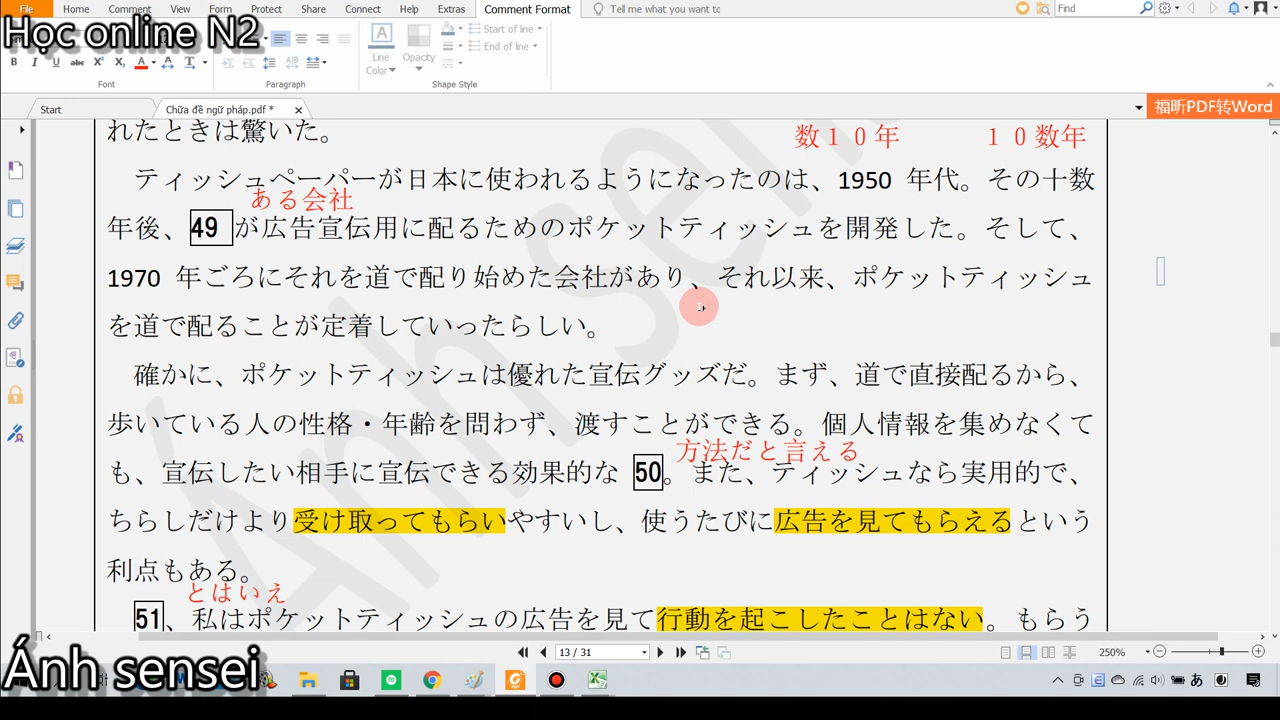 File Home Comment View Form Protect Share Connect Help Extras Comment Format Tell me what you want to Find
Học online N2
Line Color Opacity Start of line End of line
B I U abc X² X₂ A A T
Font Paragraph Shape Style
Start Chữa đề ngữ pháp.pdf * × 福昕PDF转Word
れたときは驚いた。 数１０年 １０数年
ティッシュペーパーが日本に使われるようになったのは、1950 年代。その十数
ある会社
年後、 49 が広告宣伝用に配るためのポケットティッシュを開発した。そして、
1970 年ごろにそれを道で配り始めた会社があり、それ以来、ポケットティッシュ
を道で配ることが定着していったらしい。
確かに、ポケットティッシュは優れた宣伝グッズだ。まず、道で直接配るから、
歩いている人の性格・年齢を問わず、渡すことができる。個人情報を集めなくて
方法だと言える
も、宣伝したい相手に宣伝できる効果的な 50 。また、ティッシュなら実用的で、
ちらしだけより受け取ってもらいやすいし、使うたびに広告を見てもらえるという
利点もある。
とはいえ
51 、私はポケットティッシュの広告を見て行動を起こしたことはない。もらう
13 / 31 250%
Ánh sensei
Ánh sensei